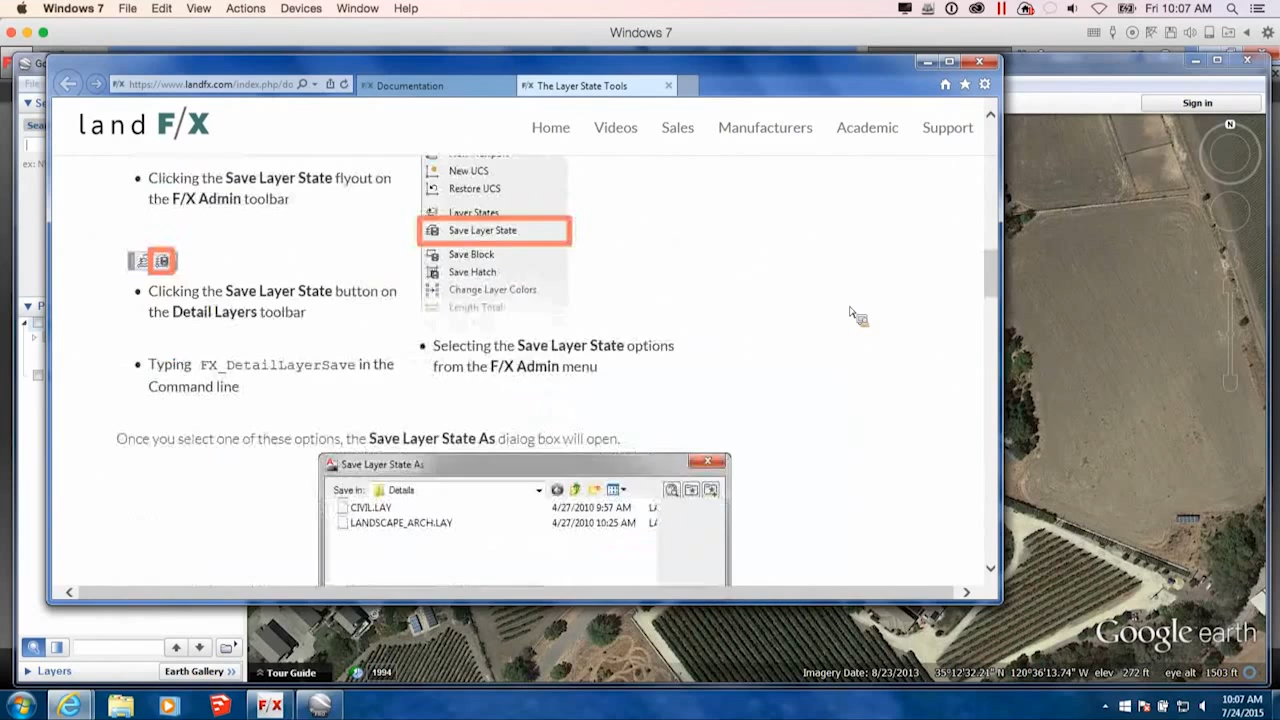 Windows 7 File Edit View Actions Devices Window Help
Fri 10:07 AM
Windows 7
https://www.landfx.com/index.php/do
F/X Documentation
F/X The Layer State Tools
Sign in
land F/X
Home Videos Sales Manufacturers Academic Support
N
• Clicking the Save Layer State flyout on
the F/X Admin toolbar
New UCS
Restore UCS
Layer States
Save Layer State
Save Block
Save Hatch
Change Layer Colors
Length Total
• Clicking the Save Layer State button on
the Detail Layers toolbar
• Selecting the Save Layer State options
from the F/X Admin menu
• Typing FX_DetailLayerSave in the
Command line
Once you select one of these options, the Save Layer State As dialog box will open.
Save Layer State As
Save in: Details
CIVIL.LAY 4/27/2010 9:57 AM
LANDSCAPE_ARCH.LAY 4/27/2010 10:25 AM
Google earth
Layers
Earth Gallery >>
Tour Guide
1994
Imagery Date: 8/23/2013 35°12'32.21" N 120°36'13.74" W elev 272 ft eye alt 1503 ft
F/X
PRO
10:07 AM
7/24/2015